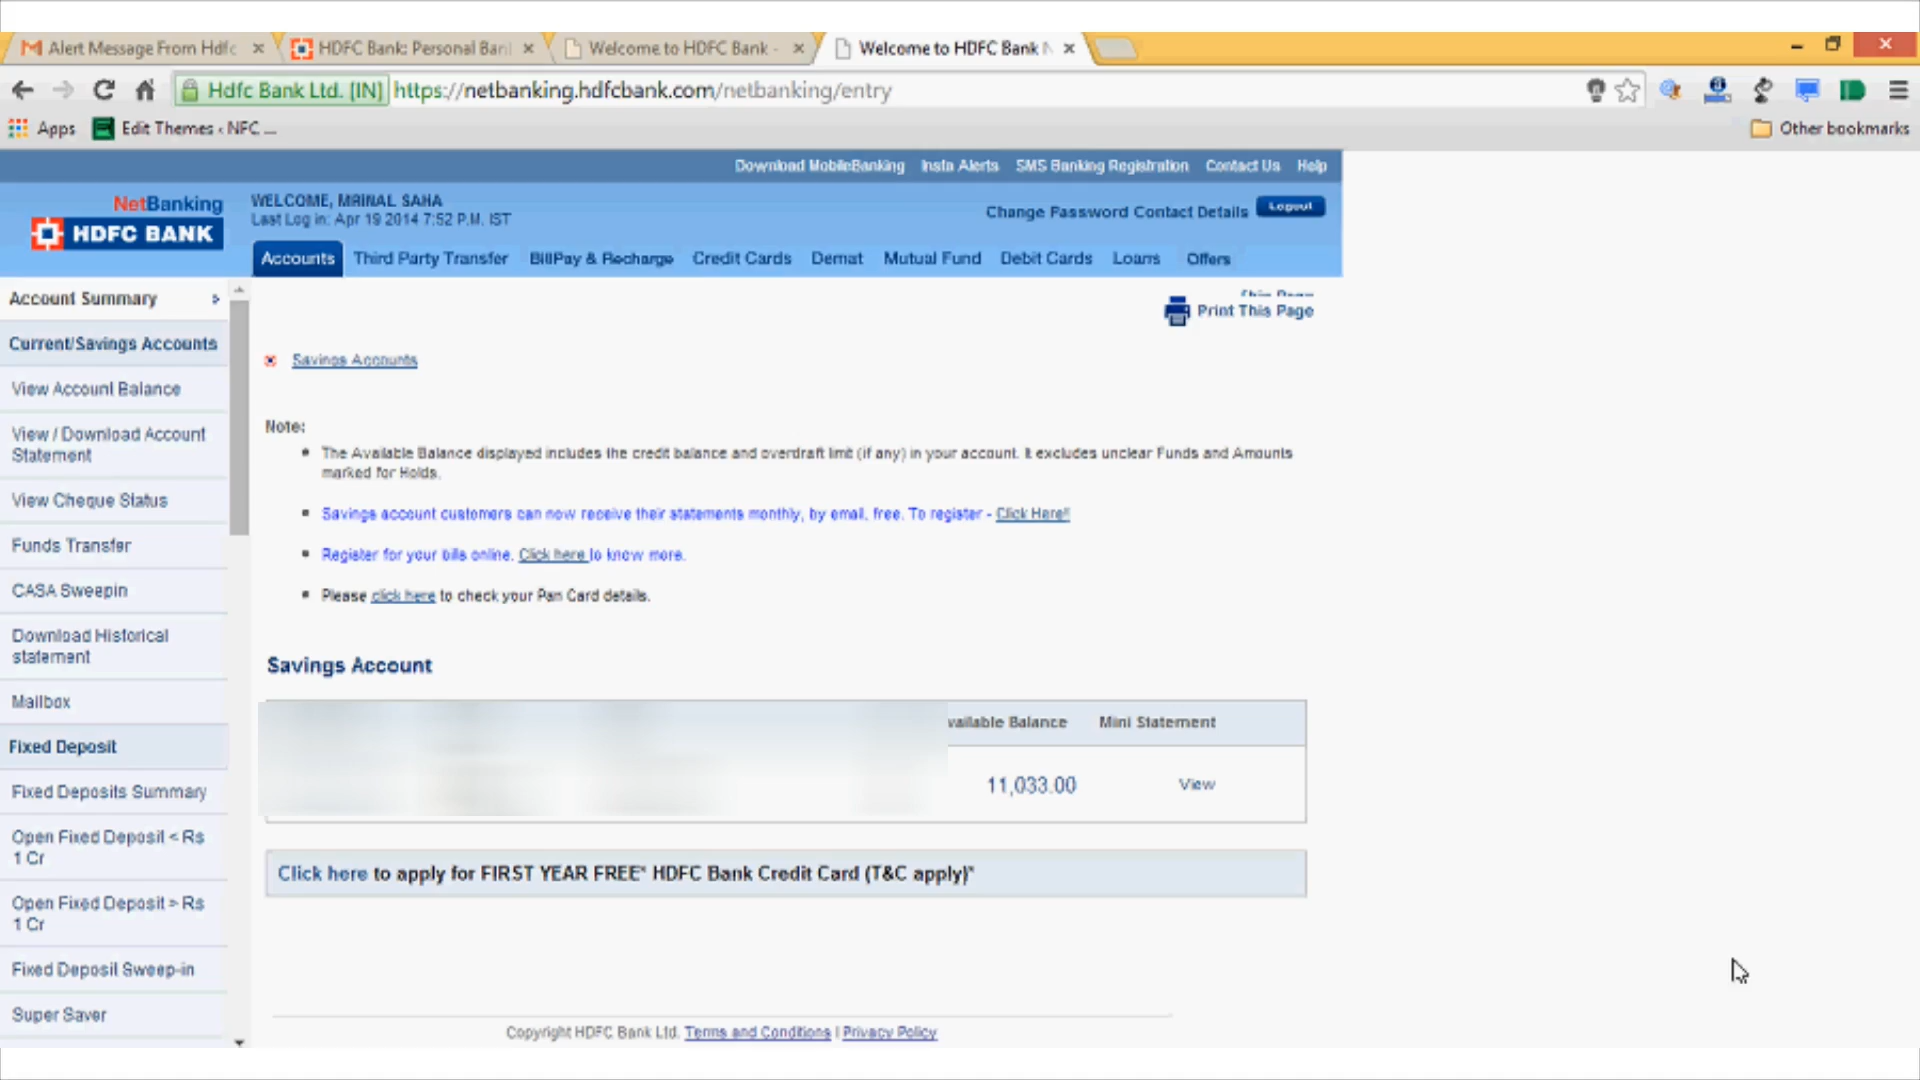 Alert Message From Hdfc
HDFC Bank: Personal Ban
Welcome to HDFC Bank -
Welcome to HDFC Bank N
Hdfc Bank Ltd. [IN] https://netbanking.hdfcbank.com/netbanking/entry
Apps Edit Themes ‹ NFC ...
Other bookmarks
Download MobileBanking Insta Alerts SMS Banking Registration Contact Us Help
NetBanking
HDFC BANK
WELCOME, MRINAL SAHA
Last Log in: Apr 19 2014 7:52 P.M. IST
Change Password Contact Details Logout
Accounts Third Party Transfer BillPay & Recharge Credit Cards Demat Mutual Fund Debit Cards Loans Offers
Account Summary
Current/Savings Accounts
View Account Balance
View / Download Account
Statement
View Cheque Status
Funds Transfer
CASA Sweepin
Download Historical
statement
Mailbox
Fixed Deposit
Fixed Deposits Summary
Open Fixed Deposit < Rs
1 Cr
Open Fixed Deposit > Rs
1 Cr
Fixed Deposit Sweep-in
Super Saver
Print This Page
Savings Accounts
Note:
The Available Balance displayed includes the credit balance and overdraft limit (if any) in your account. It excludes unclear Funds and Amounts
marked for Holds.
Savings account customers can now receive their statements monthly, by email, free. To register - Click Here!!
Register for your bills online. Click here to know more.
Please click here to check your Pan Card details.
Savings Account
vailable Balance Mini Statement
11,033.00 View
Click here to apply for FIRST YEAR FREE* HDFC Bank Credit Card (T&C apply)*
Copyright HDFC Bank Ltd. Terms and Conditions | Privacy Policy